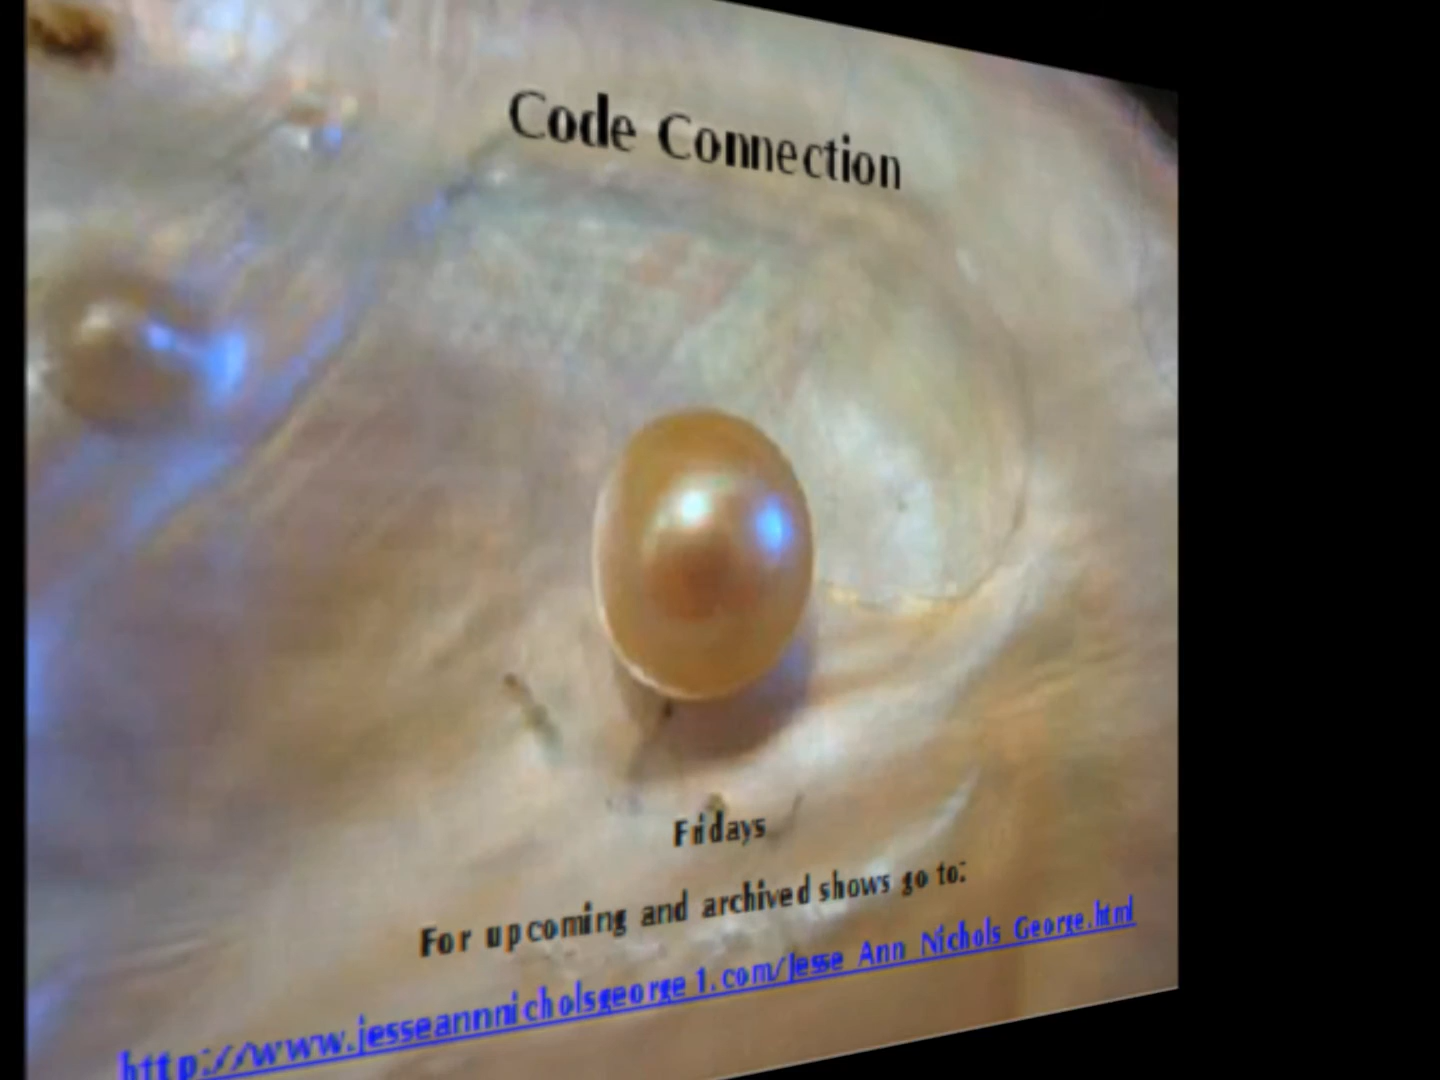 Code Connection
Fridays
For upcoming and archived shows go to:
http://www.jesseannnicholsgeorge1.com/Jesse_Ann_Nichols_George.html